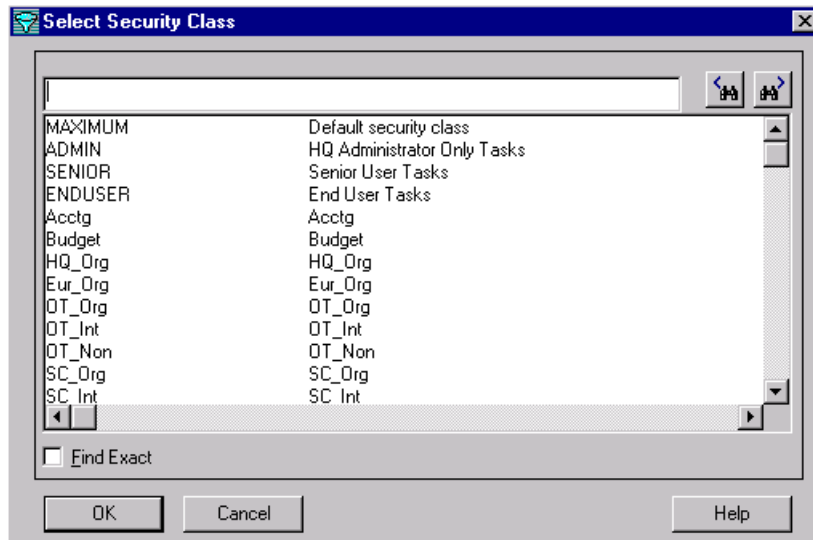 Select Security Class
MAXIMUM Default security class
ADMIN HQ Administrator Only Tasks
SENIOR Senior User Tasks
ENDUSER End User Tasks
Acctg Acctg
Budget Budget
HQ_Org HQ_Org
Eur_Org Eur_Org
OT_Org OT_Org
OT_Int OT_Int
OT_Non OT_Non
SC_Org SC_Org
SC_Int SC_Int
Find Exact
OK Cancel Help